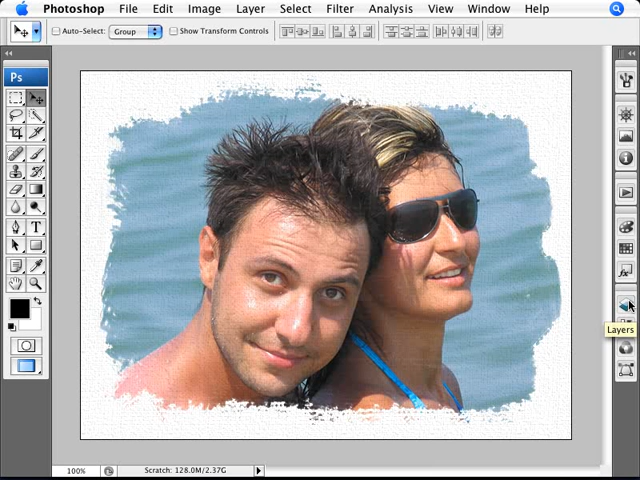 Photoshop File Edit Image Layer Select Filter Analysis View Window Help
Auto-Select: Group Show Transform Controls
Ps
T
Layers
100% Scratch: 128.0M/2.37G